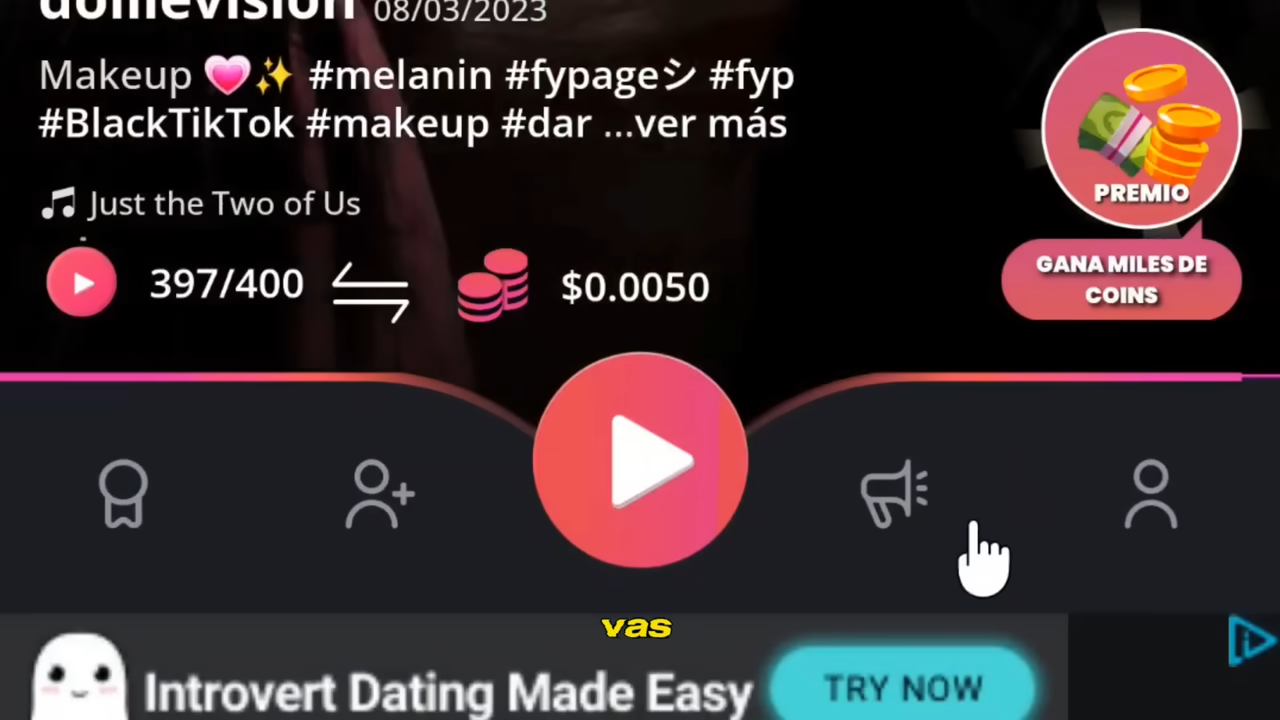 domevision 08/03/2023
Makeup 💗✨ #melanin #fypageシ #fyp
#BlackTikTok #makeup #dar ...ver más
Just the Two of Us
397/400
$0.0050
PREMIO
GANA MILES DE
COINS
vas
Introvert Dating Made Easy
TRY NOW